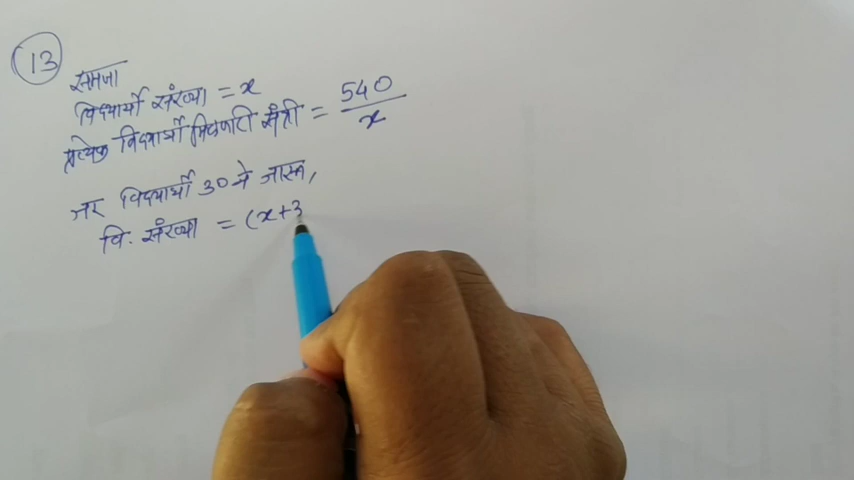 13
समजा
विद्यार्थी संख्या = x
प्रत्येक विद्यार्थी मिळणारी संत्री = 540/x
जर विद्यार्थी 30 ने जास्त,
वि. संख्या = (x+3